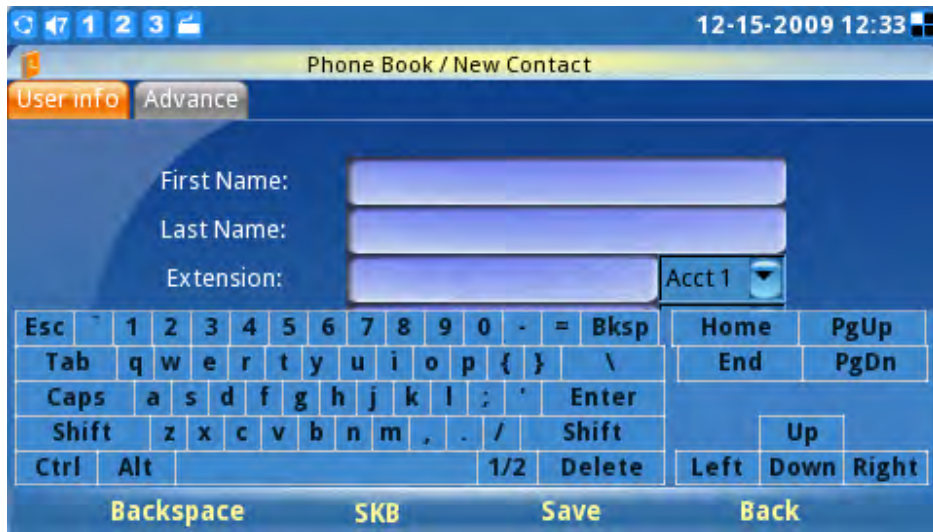 7 1 2 3 12-15-2009 12:33
Phone Book / New Contact
User info Advance
First Name:
Last Name:
Extension: Acct 1
Esc ` 1 2 3 4 5 6 7 8 9 0 - = Bksp Home PgUp
Tab q w e r t y u i o p { } \ End PgDn
Caps a s d f g h j k l ; ' Enter
Shift z x c v b n m , . / Shift Up
Ctrl Alt 1/2 Delete Left Down Right
Backspace SKB Save Back